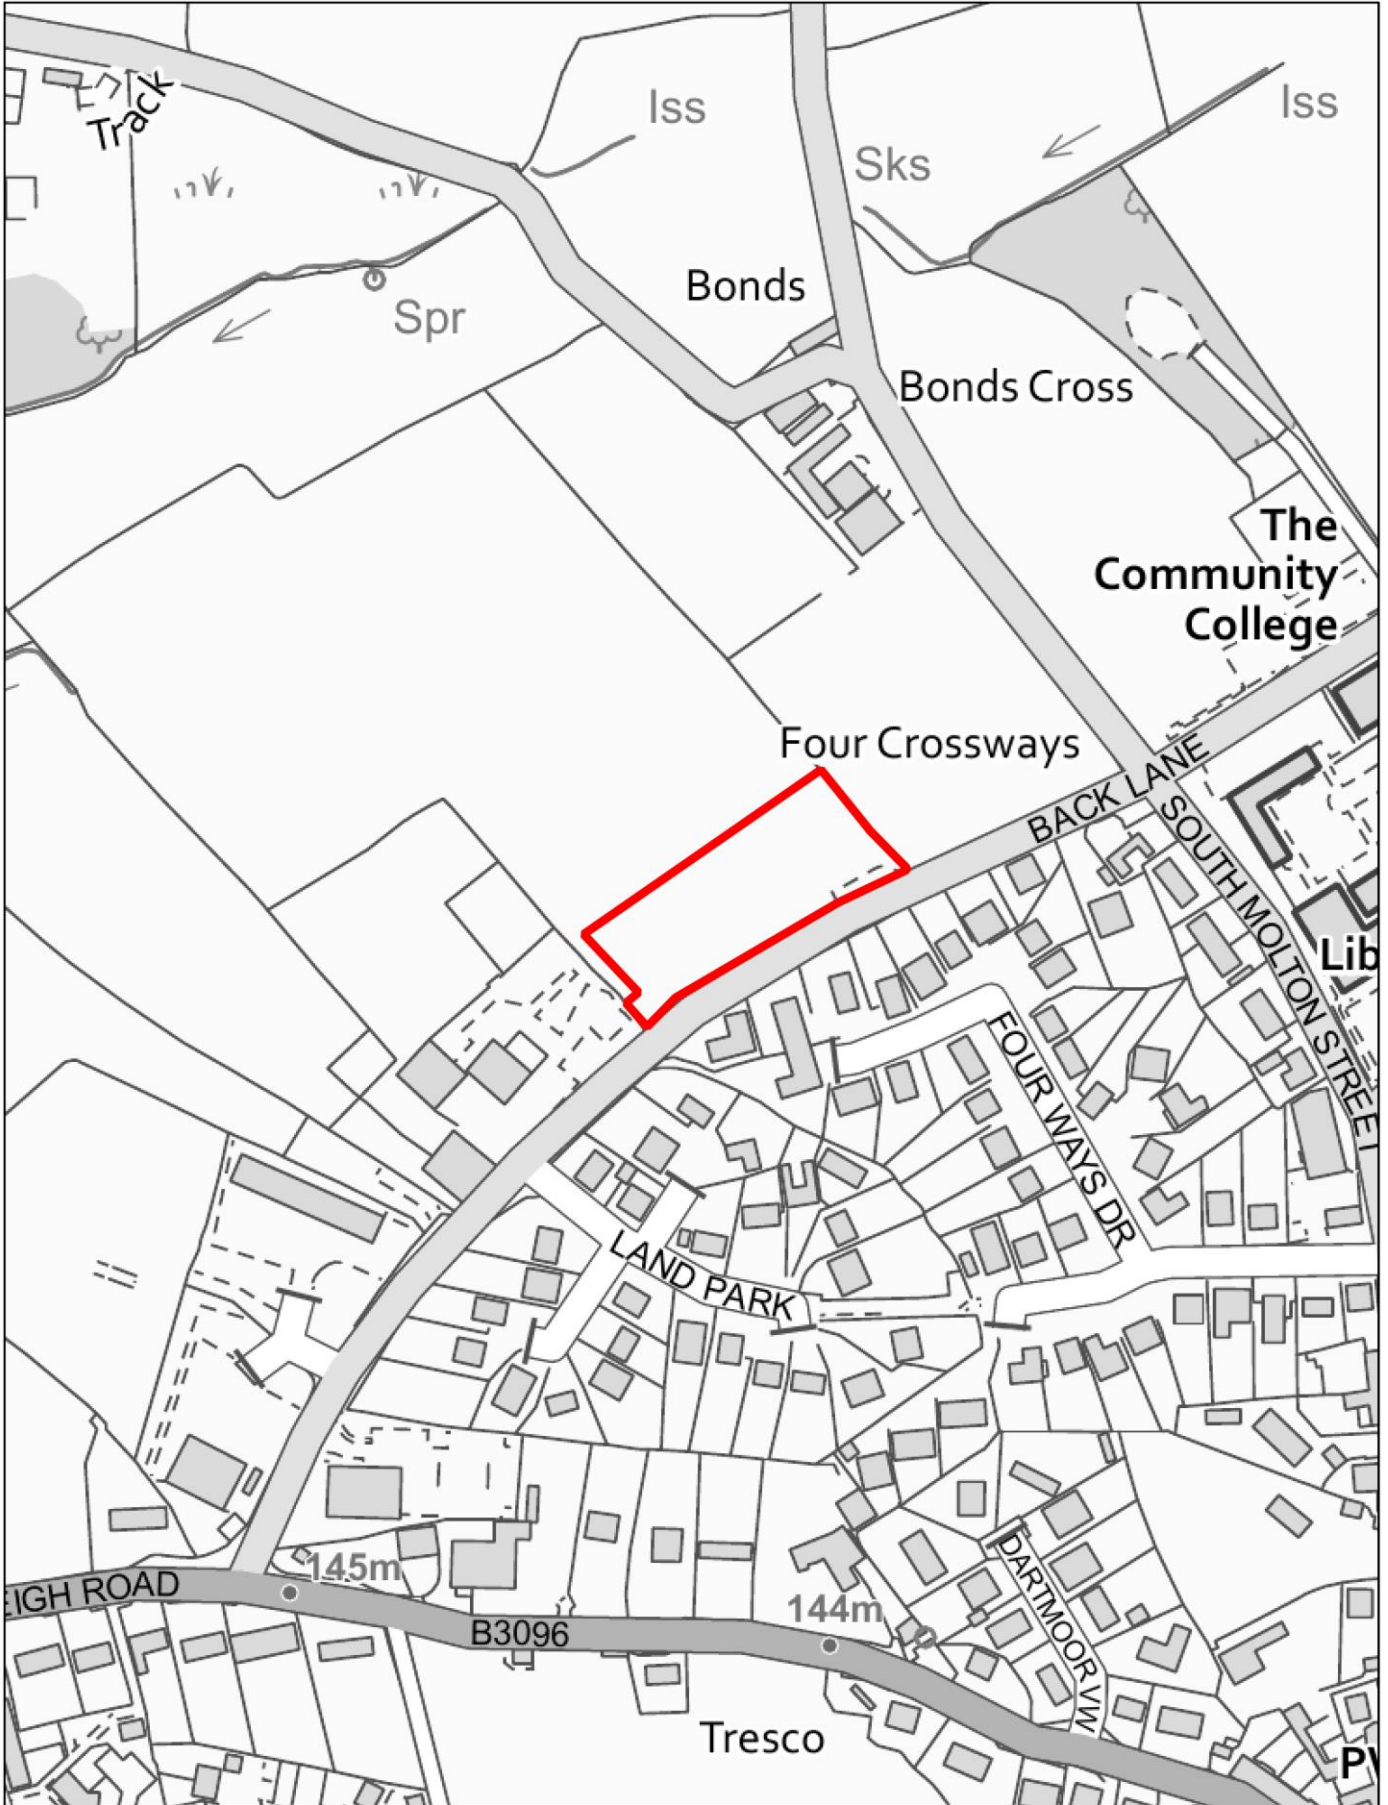 Track
Iss
Iss
Sks
Bonds
Spr
Bonds Cross
The
Community
College
Four Crossways
BACK LANE
SOUTH MOLTON STREET
Lib
FOUR WAYS DR
LAND PARK
145m
EIGH ROAD
DARTMOOR VW
144m
B3096
Tresco
PW